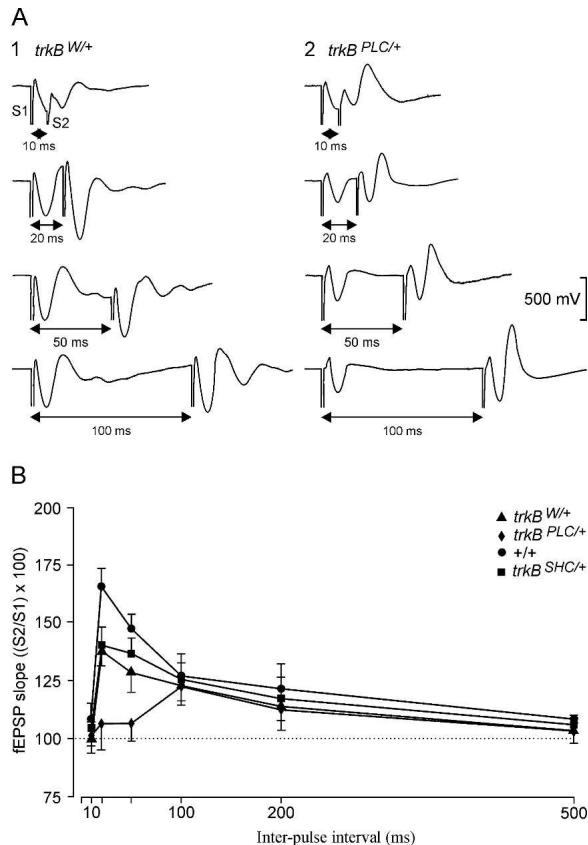 A
1 trkB W/+
2 trkB PLC/+
S1
S2
10 ms
10 ms
20 ms
20 ms
50 ms
50 ms
500 mV
100 ms
100 ms
B
200
175
150
125
100
75
fEPSP slope ((S2/S1) x 100)
trkB W/+
trkB PLC/+
+/+
trkB SHC/+
10
100
200
500
Inter-pulse interval (ms)